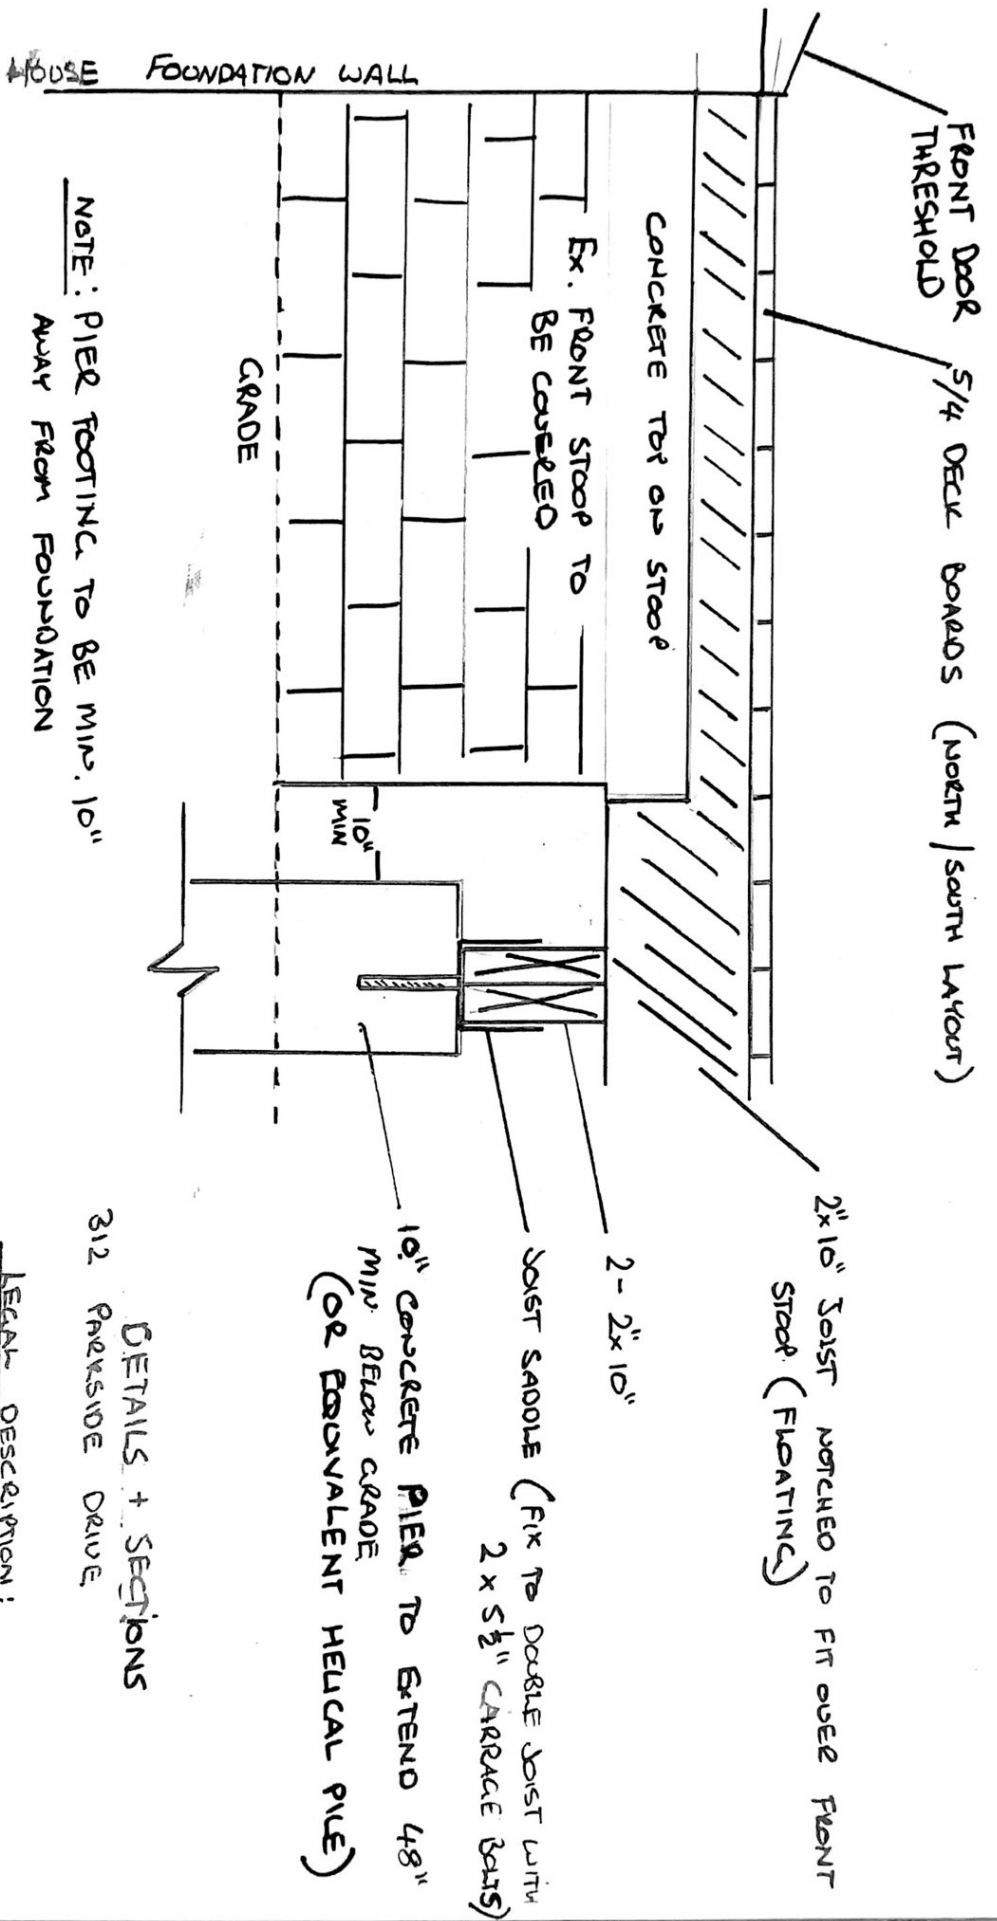 FRONT DOOR
THRESHOLD
5/4 DECK BOARDS (NORTH/SOUTH LAYOUT)
2"x10" JOIST NOTCHED TO FIT OVER FRONT
STOOP. (FLOATING)
CONCRETE TOP ON STOOP
Ex. FRONT STOOP TO
BE COVERED
2-2"x10"
JOIST SADDLE (FIX TO DOUBLE JOIST WITH
2 x 5½" CARRAGE BOLTS)
10" CONCRETE PIER TO EXTEND 48"
MIN BELOW GRADE
(OR EQUIVALENT HELICAL PILE)
10"
MIN
HOUSE FOUNDATION WALL
GRADE
NOTE: PIER FOOTING TO BE MIN. 10"
AWAY FROM FOUNDATION
DETAILS + SECTIONS
312 PARKSIDE DRIVE
LEGAL DESCRIPTION: